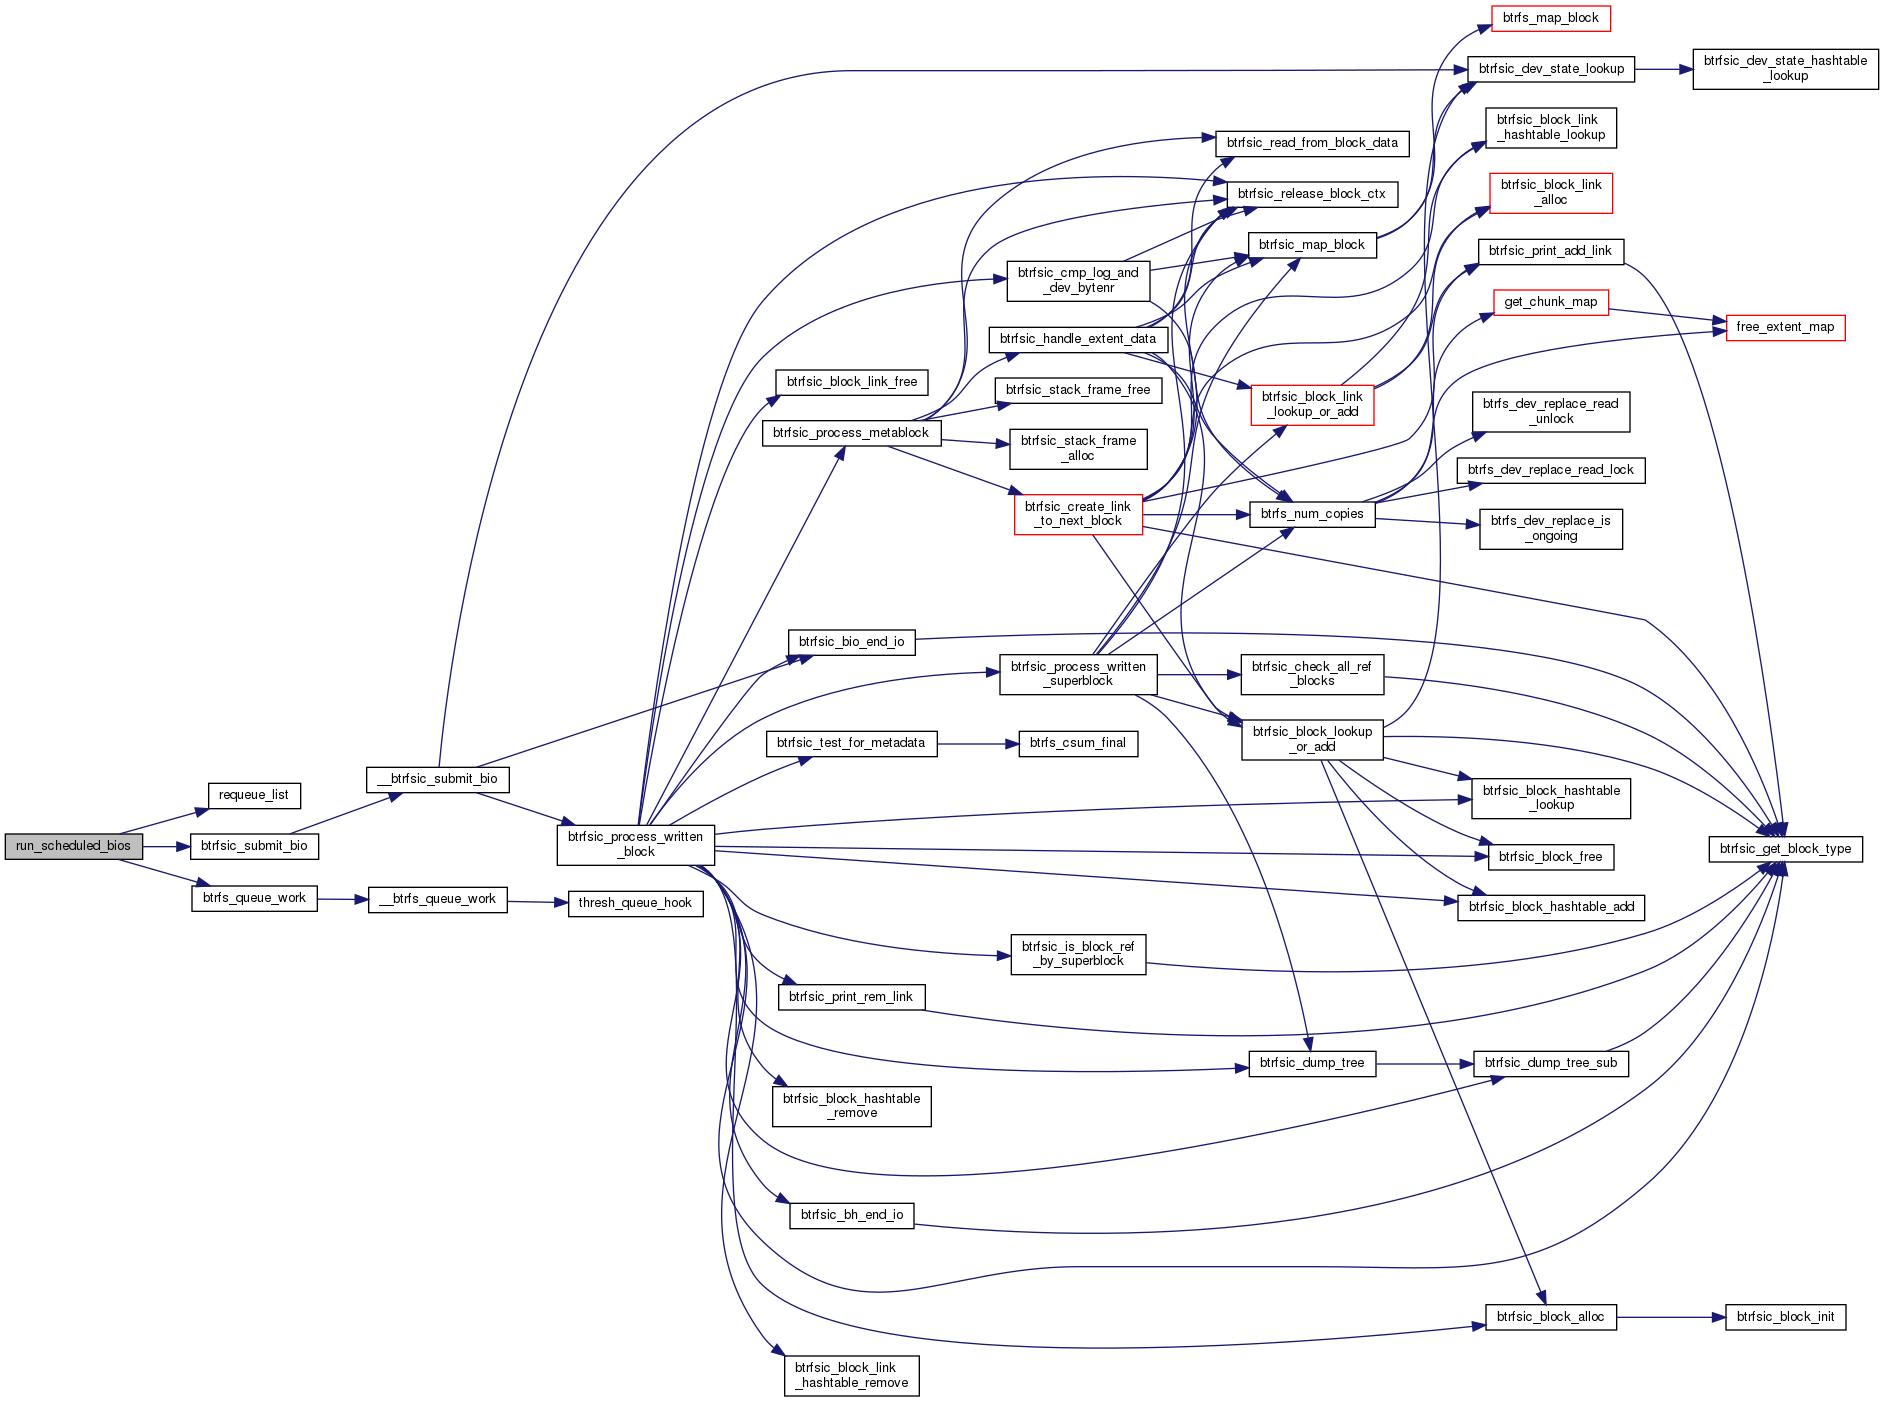 run_scheduled_bios
requeue_list
btrfsic_submit_bio
btrfs_queue_work
__btrfsic_submit_bio
__btrfs_queue_work
btrfsic_process_written
_block
thresh_queue_hook
btrfsic_block_link_free
btrfsic_process_metablock
btrfsic_bio_end_io
btrfsic_test_for_metadata
btrfsic_print_rem_link
btrfsic_block_hashtable
_remove
btrfsic_bh_end_io
btrfsic_block_link
_hashtable_remove
btrfsic_cmp_log_and
_dev_bytenr
btrfsic_handle_extent_data
btrfsic_stack_frame_free
btrfsic_stack_frame
_alloc
btrfsic_create_link
_to_next_block
btrfsic_process_written
_superblock
btrfs_csum_final
btrfsic_is_block_ref
_by_superblock
btrfsic_read_from_block_data
btrfsic_release_block_ctx
btrfsic_map_block
btrfsic_block_link
_lookup_or_add
btrfs_num_copies
btrfsic_check_all_ref
_blocks
btrfsic_block_lookup
_or_add
btrfsic_dump_tree
btrfs_map_block
btrfsic_dev_state_lookup
btrfsic_block_link
_hashtable_lookup
btrfsic_block_link
_alloc
btrfsic_print_add_link
get_chunk_map
btrfs_dev_replace_read
_unlock
btrfs_dev_replace_read_lock
btrfs_dev_replace_is
_ongoing
btrfsic_block_hashtable
_lookup
btrfsic_block_free
btrfsic_block_hashtable_add
btrfsic_dump_tree_sub
btrfsic_block_alloc
btrfsic_dev_state_hashtable
_lookup
free_extent_map
btrfsic_get_block_type
btrfsic_block_init